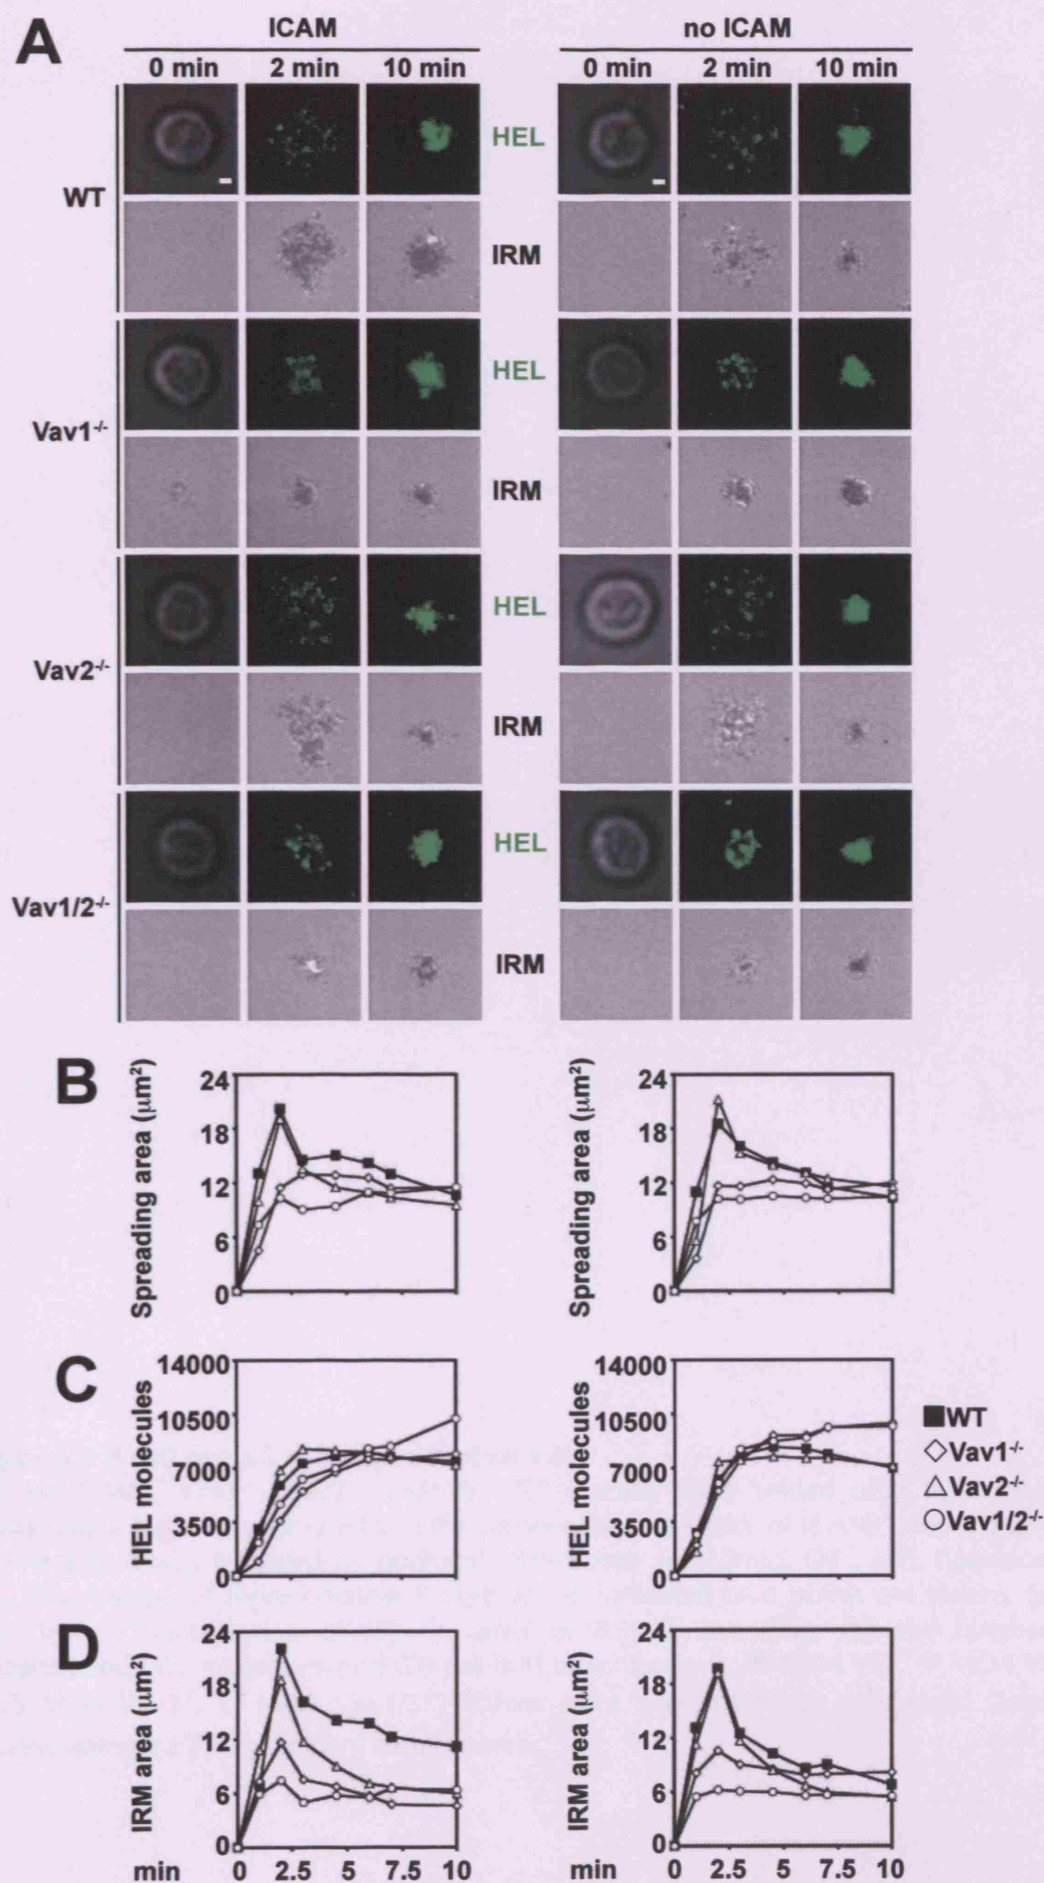 A
ICAM no ICAM
0 min 2 min 10 min 0 min 2 min 10 min
WT
HEL
IRM
Vav1-/-
HEL
IRM
Vav2-/-
HEL
IRM
Vav1/2-/-
HEL
IRM
B
Spreading area (µm²)
24
18
12
6
0
Spreading area (µm²)
24
18
12
6
0
C
HEL molecules
14000
10500
7000
3500
0
HEL molecules
14000
10500
7000
3500
0
WT
Vav1-/-
Vav2-/-
Vav1/2-/-
D
IRM area (µm²)
24
18
12
6
0
IRM area (µm²)
24
18
12
6
0
min 0 2.5 5 7.5 10 0 2.5 5 7.5 10